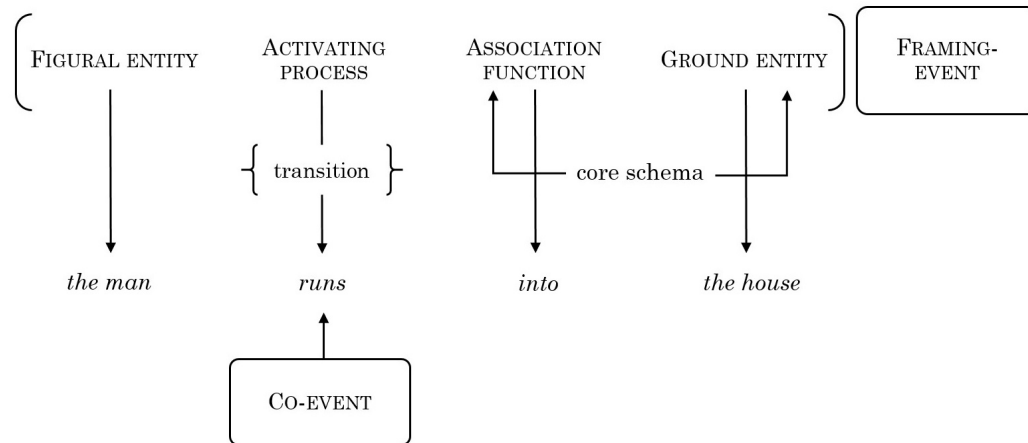 FIGURAL ENTITY
ACTIVATING
PROCESS
ASSOCIATION
FUNCTION
GROUND ENTITY
FRAMING-
EVENT
transition
core schema
the man
runs
into
the house
CO-EVENT